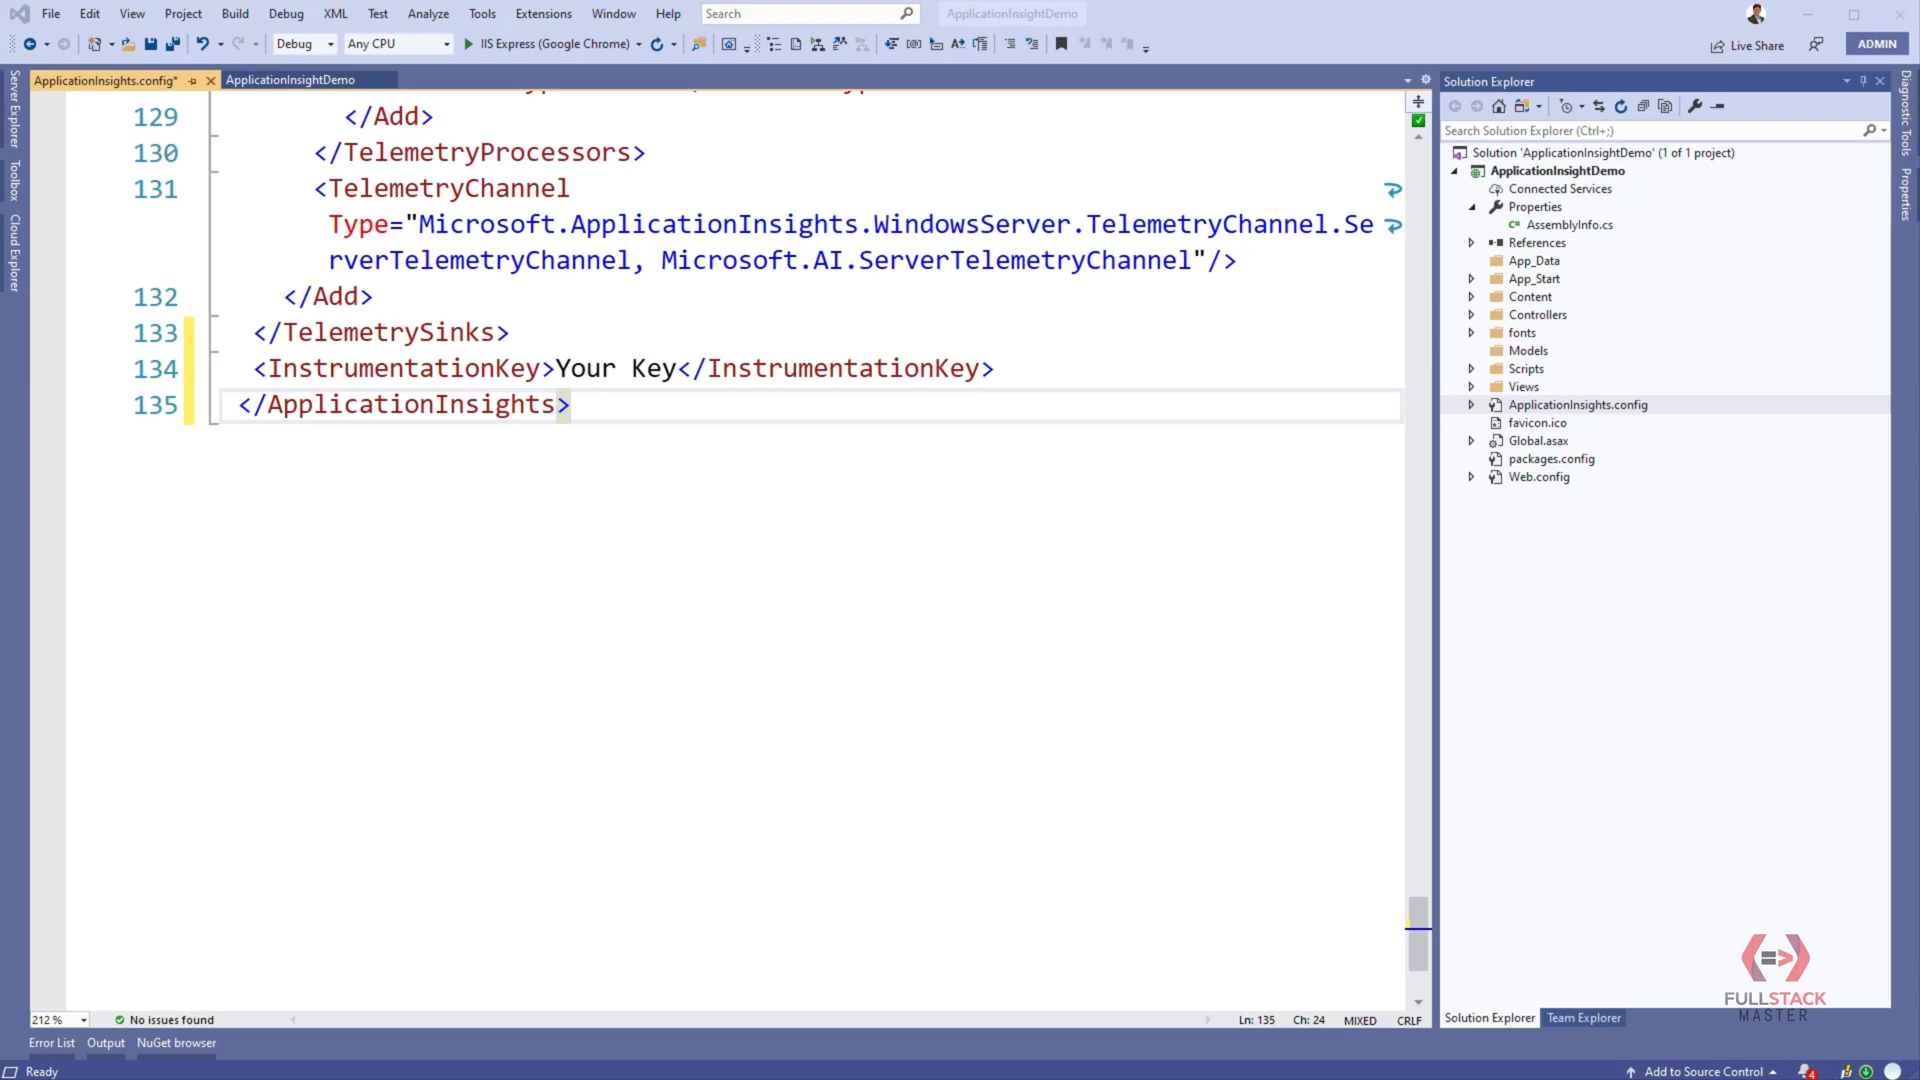 File Edit View Project Build Debug XML Test Analyze Tools Extensions Window Help Search ApplicationInsightDemo
Debug Any CPU IIS Express (Google Chrome) Live Share ADMIN
Server Explorer
Toolbox
Cloud Explorer
ApplicationInsights.config* ApplicationInsightDemo
129 </Add>
130 </TelemetryProcessors>
131 <TelemetryChannel
Type="Microsoft.ApplicationInsights.WindowsServer.TelemetryChannel.Se
rverTelemetryChannel, Microsoft.AI.ServerTelemetryChannel"/>
132 </Add>
133 </TelemetrySinks>
134 <InstrumentationKey>Your Key</InstrumentationKey>
135 </ApplicationInsights>
212 % No issues found Ln: 135 Ch: 24 MIXED CRLF
Solution Explorer
Search Solution Explorer (Ctrl+;)
Solution 'ApplicationInsightDemo' (1 of 1 project)
ApplicationInsightDemo
Connected Services
Properties
C# AssemblyInfo.cs
References
App_Data
App_Start
Content
Controllers
fonts
Models
Scripts
Views
ApplicationInsights.config
favicon.ico
Global.asax
packages.config
Web.config
=>
FULLSTACK
MASTER
Solution Explorer Team Explorer
Diagnostic Tools
Properties
Error List Output NuGet browser
Ready Add to Source Control 4